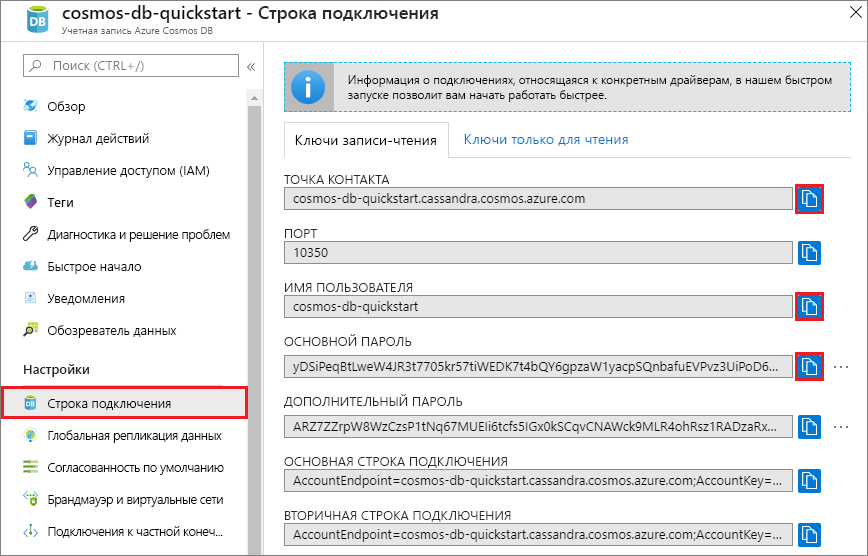 cosmos-db-quickstart - Строка подключения
Учетная запись Azure Cosmos DB
Поиск (CTRL+/)
«
Обзор
Журнал действий
Управление доступом (IAM)
Теги
Диагностика и решение проблем
Быстрое начало
Уведомления
Обозреватель данных
Настройки
Строка подключения
Глобальная репликация данных
Согласованность по умолчанию
Брандмауэр и виртуальные сети
Подключения к частной конеч...
Информация о подключениях, относящаяся к конкретным драйверам, в нашем быстром
запуске позволит вам начать работать быстрее.
Ключи записи-чтения
Ключи только для чтения
ТОЧКА КОНТАКТА
cosmos-db-quickstart.cassandra.cosmos.azure.com
ПОРТ
10350
ИМЯ ПОЛЬЗОВАТЕЛЯ
cosmos-db-quickstart
ОСНОВНОЙ ПАРОЛЬ
yDSiPeqBtLweW4JR3t7705kr57tiWEDK7t4bQY6gpzaW1yacpSQnbafuEVPvz3UiPoD6...
ДОПОЛНИТЕЛЬНЫЙ ПАРОЛЬ
ARZ7ZZrpW8WzCzsP1tNq67MUEIi6tcfs5IGx0kSCqvCNAWck9MLR4ohRsz1RADzaRx...
ОСНОВНАЯ СТРОКА ПОДКЛЮЧЕНИЯ
AccountEndpoint=cosmos-db-quickstart.cassandra.cosmos.azure.com;AccountKey=...
ВТОРИЧНАЯ СТРОКА ПОДКЛЮЧЕНИЯ
AccountEndpoint=cosmos-db-quickstart.cassandra.cosmos.azure.com;AccountKey=...